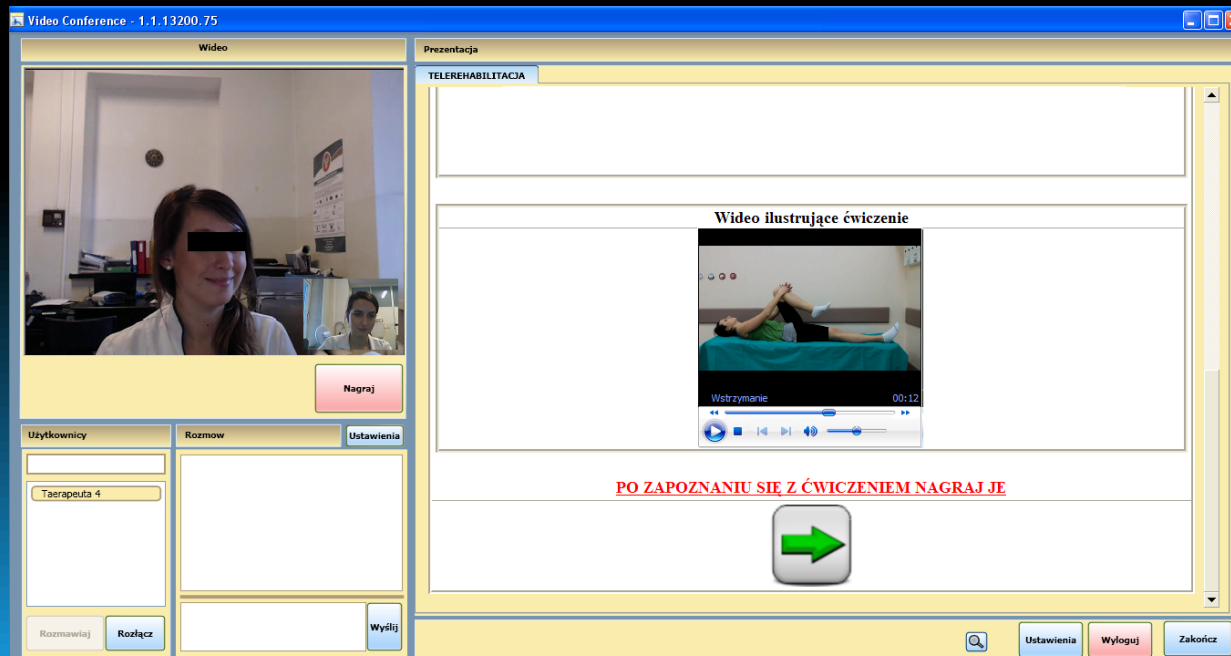 Video Conference - 1.1.13200.75
Wideo
Nagraj
Użytkownicy
Rozmow
Ustawienia
Taerapeuta 4
Rozmawiaj
Rozłącz
Wyślij
Prezentacja
TELEREHABILITACJA
Wideo ilustrujące ćwiczenie
Wstrzymanie 00:12
PO ZAPOZNANIU SIĘ Z ĆWICZENIEM NAGRAJ JE
Ustawienia
Wyloguj
Zakończ